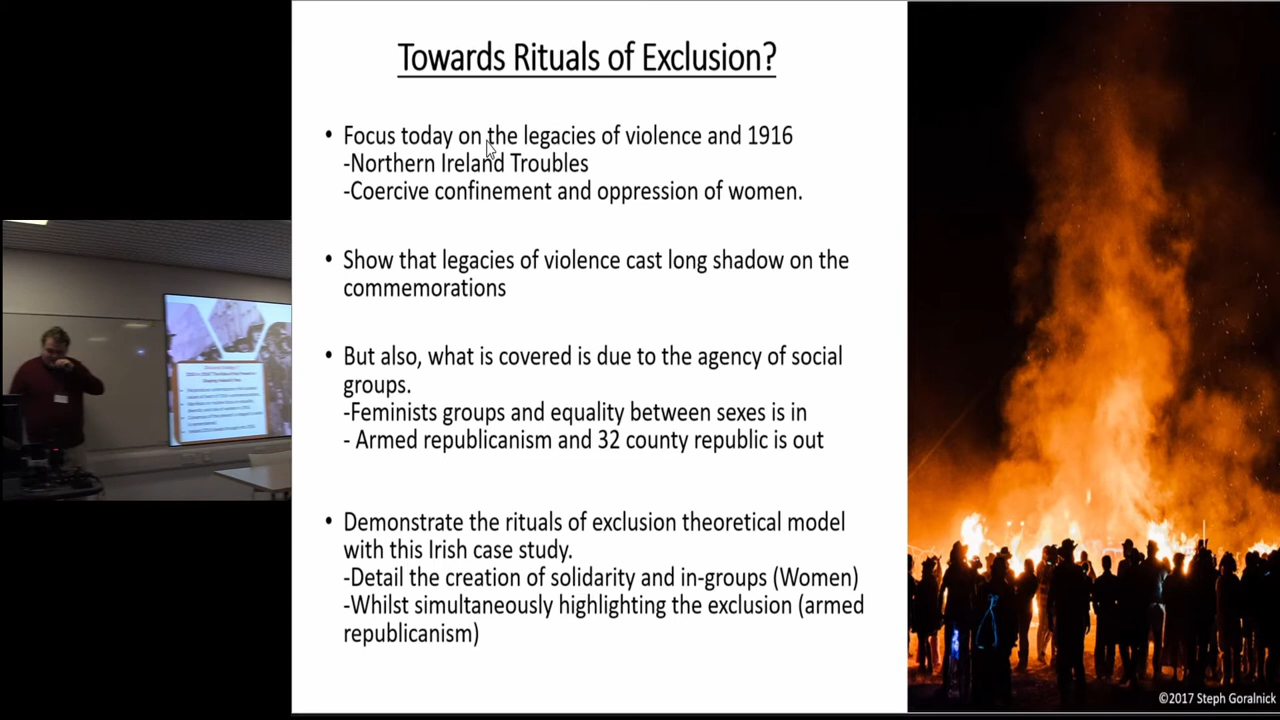 Towards Rituals of Exclusion?
• Focus today on the legacies of violence and 1916
-Northern Ireland Troubles
-Coercive confinement and oppression of women.
• Show that legacies of violence cast long shadow on the
commemorations
• But also, what is covered is due to the agency of social
groups.
-Feminists groups and equality between sexes is in
- Armed republicanism and 32 county republic is out
• Demonstrate the rituals of exclusion theoretical model
with this Irish case study.
-Detail the creation of solidarity and in-groups (Women)
-Whilst simultaneously highlighting the exclusion (armed
republicanism)
©2017 Steph Goralnick